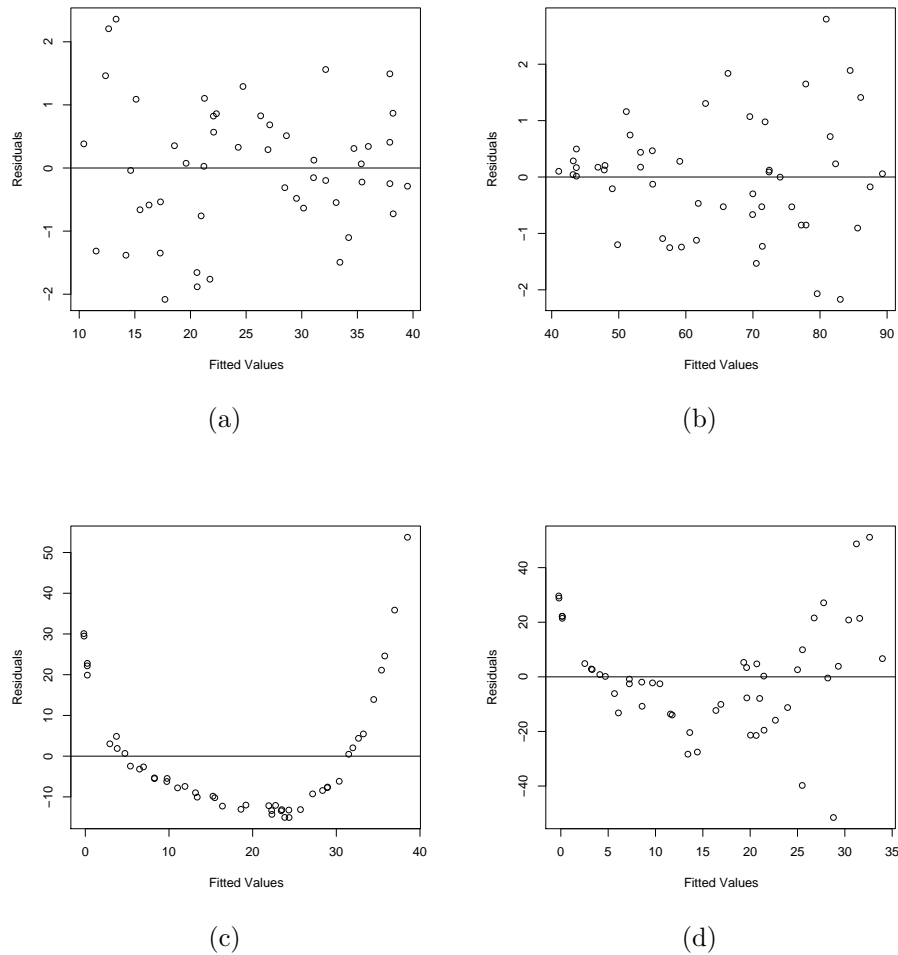 Residuals
2
1
0
−1
−2
10 15 20 25 30 35 40
Fitted Values
(a)
Residuals
2
1
0
−1
−2
40 50 60 70 80 90
Fitted Values
(b)
Residuals
50
40
30
20
10
0
−10
0 10 20 30 40
Fitted Values
(c)
Residuals
40
20
0
−20
−40
0 5 10 15 20 25 30 35
Fitted Values
(d)